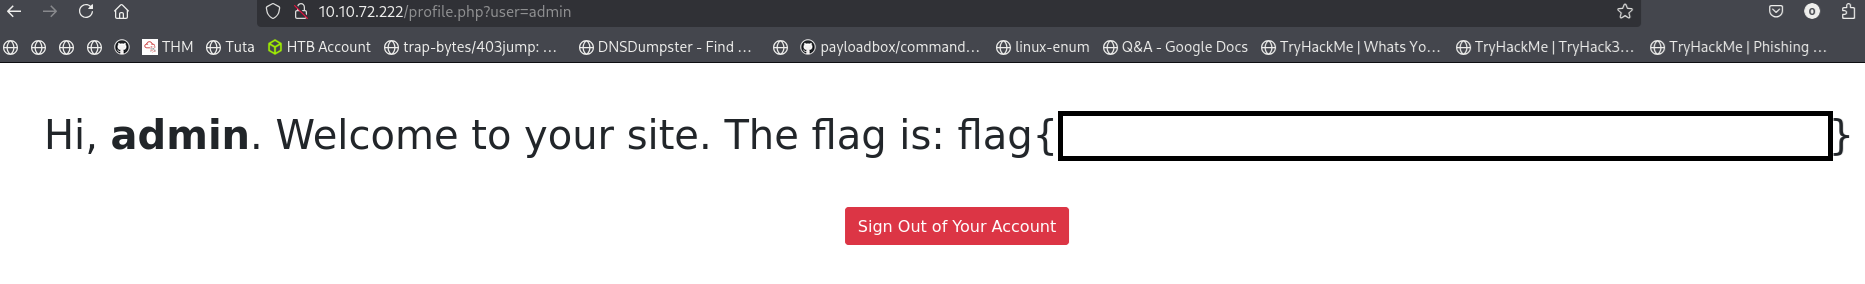 10.10.72.222/profile.php?user=admin
THM Tuta HTB Account trap-bytes/403jump: ... DNSDumpster - Find ... payloadbox/command... linux-enum Q&A - Google Docs TryHackMe | Whats Yo... TryHackMe | TryHack3... TryHackMe | Phishing ...
Hi, admin. Welcome to your site. The flag is: flag{ }
Sign Out of Your Account